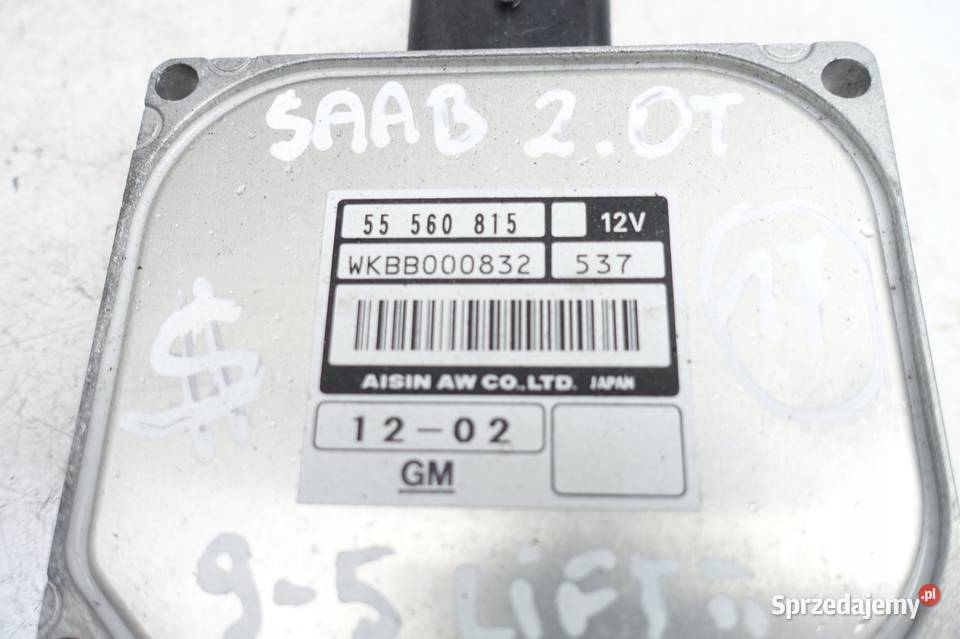 SAAB 2.0T
55 560 815 12V
WKBB000832 537
AISIN AW CO.,LTD. JAPAN
12-02
GM
$
9-5 LIFT
Sprzedajemy.pl